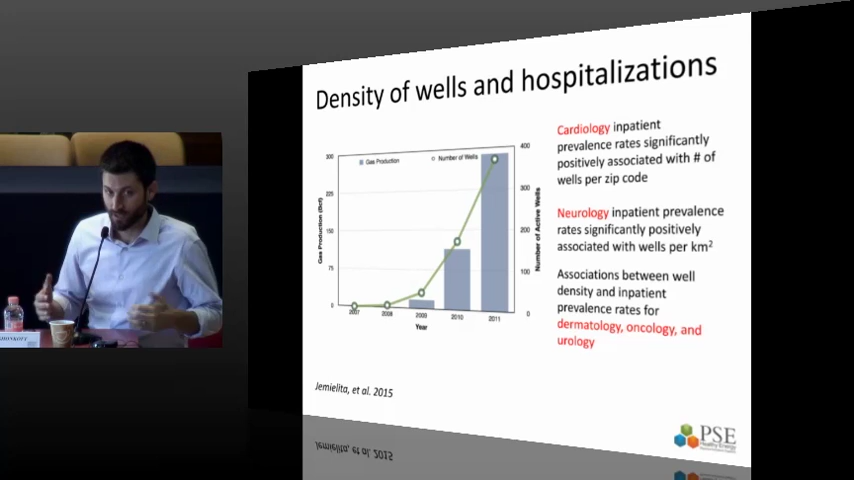 Density of wells and hospitalizations
Gas Production
Number of Wells
Gas Production (Bcf)
300
225
150
75
0
400
300
200
100
0
Number of Active Wells
2007
2008
2009
2010
2011
Year
Cardiology inpatient
prevalence rates significantly
positively associated with # of
wells per zip code
Neurology inpatient prevalence
rates significantly positively
associated with wells per km²
Associations between well
density and inpatient
prevalence rates for
dermatology, oncology, and
urology
Jemielita, et al. 2015
PSE
Healthy Energy